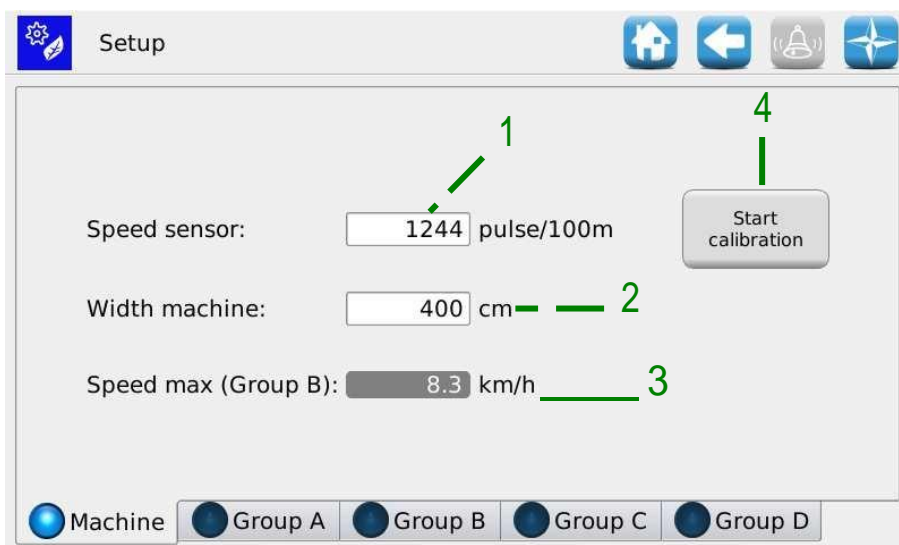 Setup
4
1
Speed sensor: 1244 pulse/100m
Start
calibration
Width machine: 400 cm 2
Speed max (Group B): 8.3 km/h 3
Machine Group A Group B Group C Group D